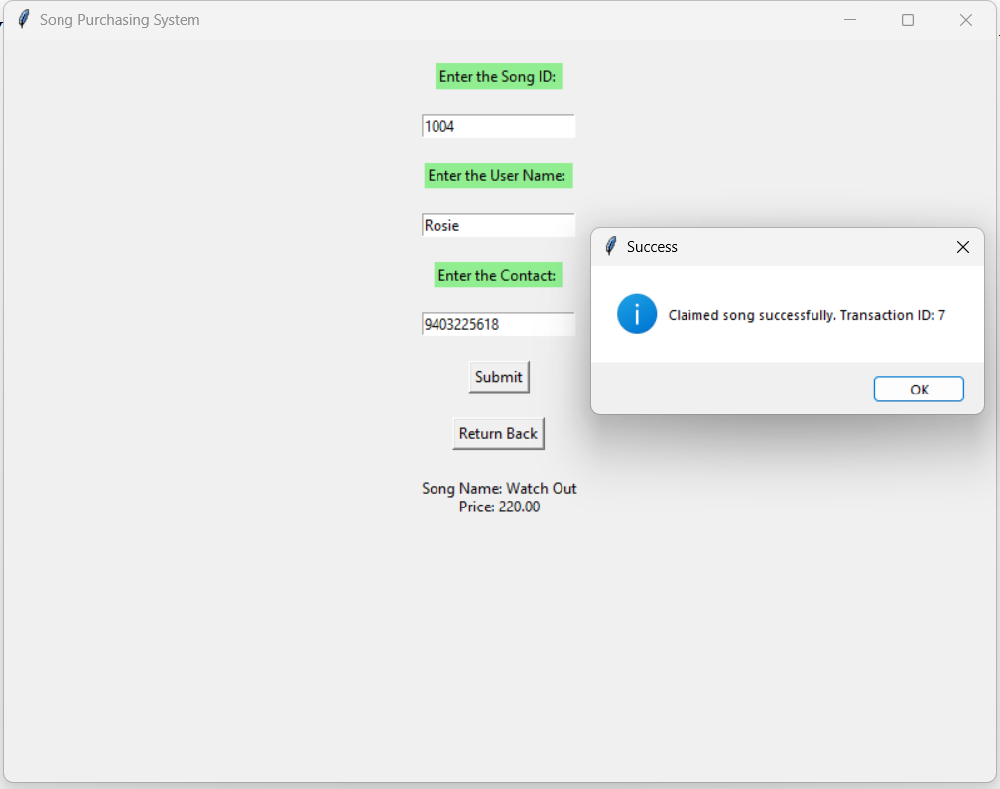 Song Purchasing System
Enter the Song ID:
1004
Enter the User Name:
Rosie
Enter the Contact:
9403225618
Submit
Return Back
Song Name: Watch Out
Price: 220.00
Success
Claimed song successfully. Transaction ID: 7
OK